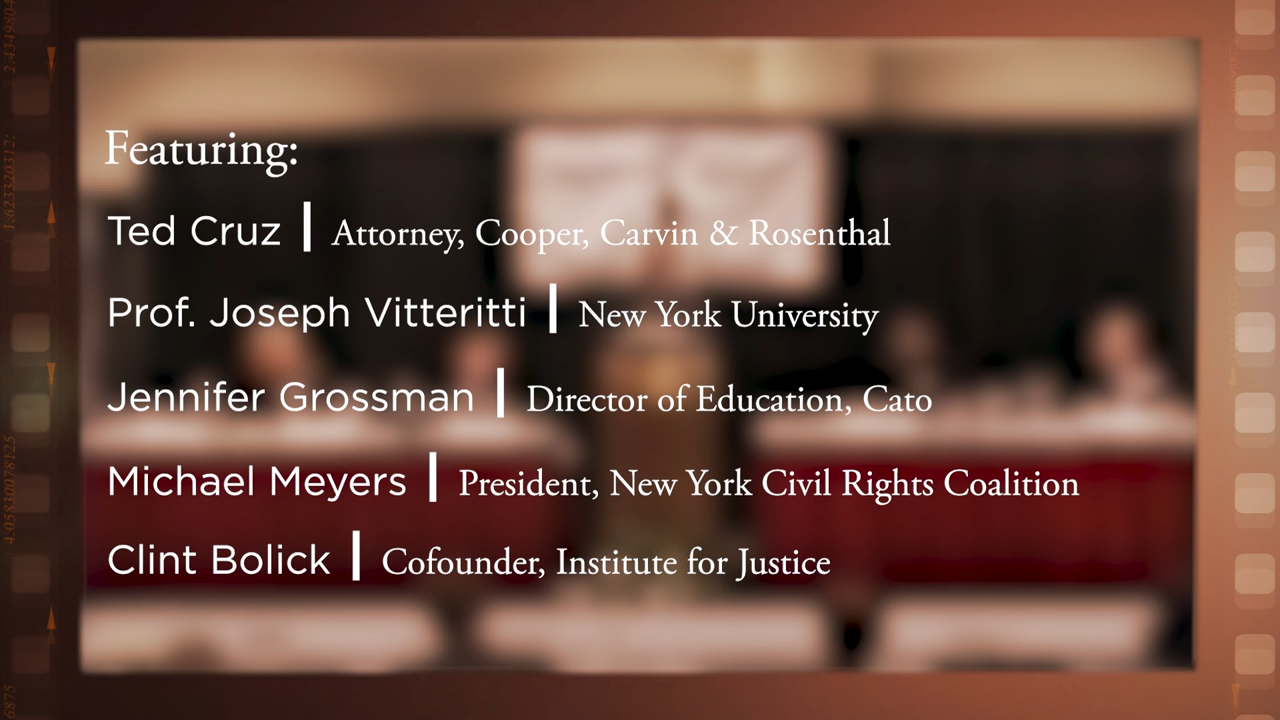 Featuring:
Ted Cruz | Attorney, Cooper, Carvin & Rosenthal
Prof. Joseph Vitteritti | New York University
Jennifer Grossman | Director of Education, Cato
Michael Meyers | President, New York Civil Rights Coalition
Clint Bolick | Cofounder, Institute for Justice